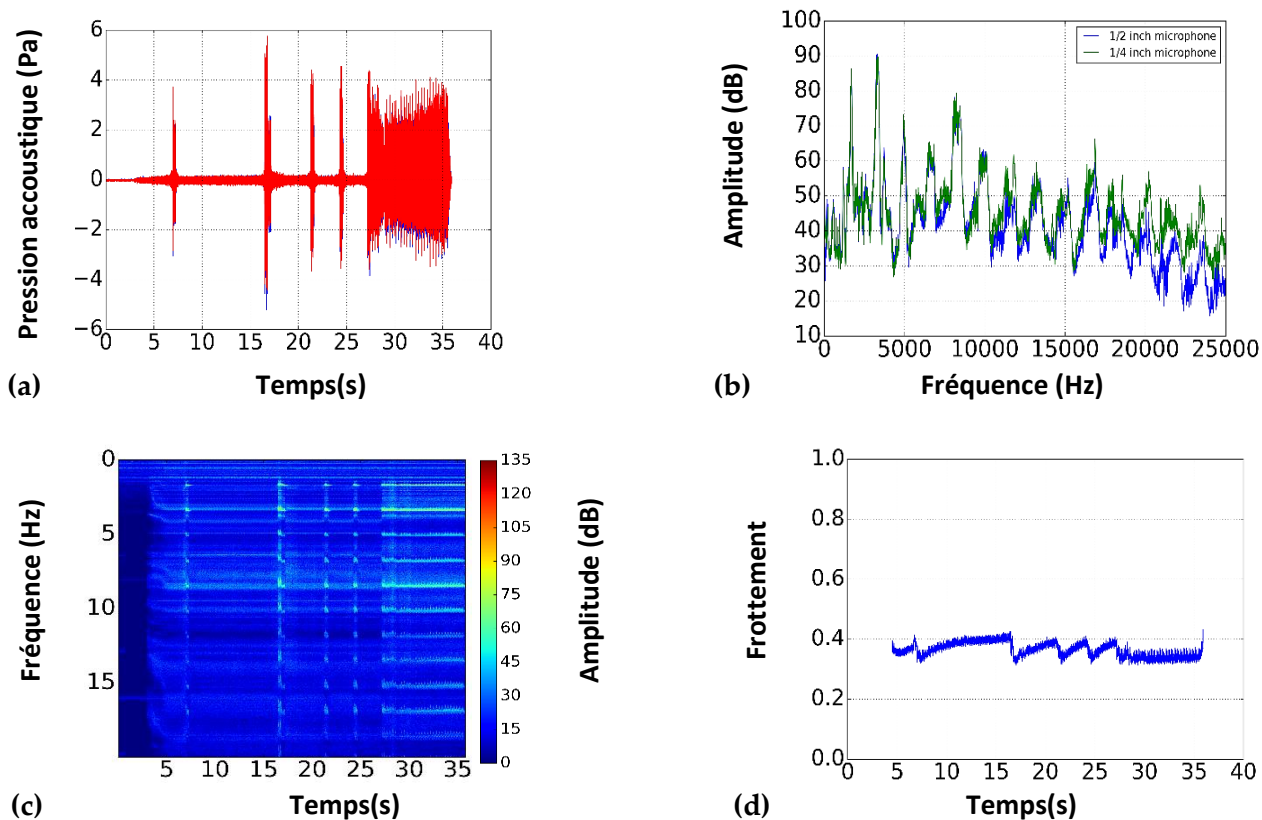 6
4
2
0
−2
−4
−6
0 5 10 15 20 25 30 35 40
Pression accoustique (Pa)
Temps(s)
(a)
100
90
80
70
60
50
40
30
20
10
0 5000 10000 15000 20000 25000
Amplitude (dB)
1/2 inch microphone
1/4 inch microphone
Fréquence (Hz)
(b)
0
5
10
15
5 10 15 20 25 30 35
Fréquence (Hz)
Temps(s)
135
120
105
90
75
60
45
30
15
0
Amplitude (dB)
(c)
1.0
0.8
0.6
0.4
0.2
0.0
0 5 10 15 20 25 30 35 40
Frottement
Temps(s)
(d)